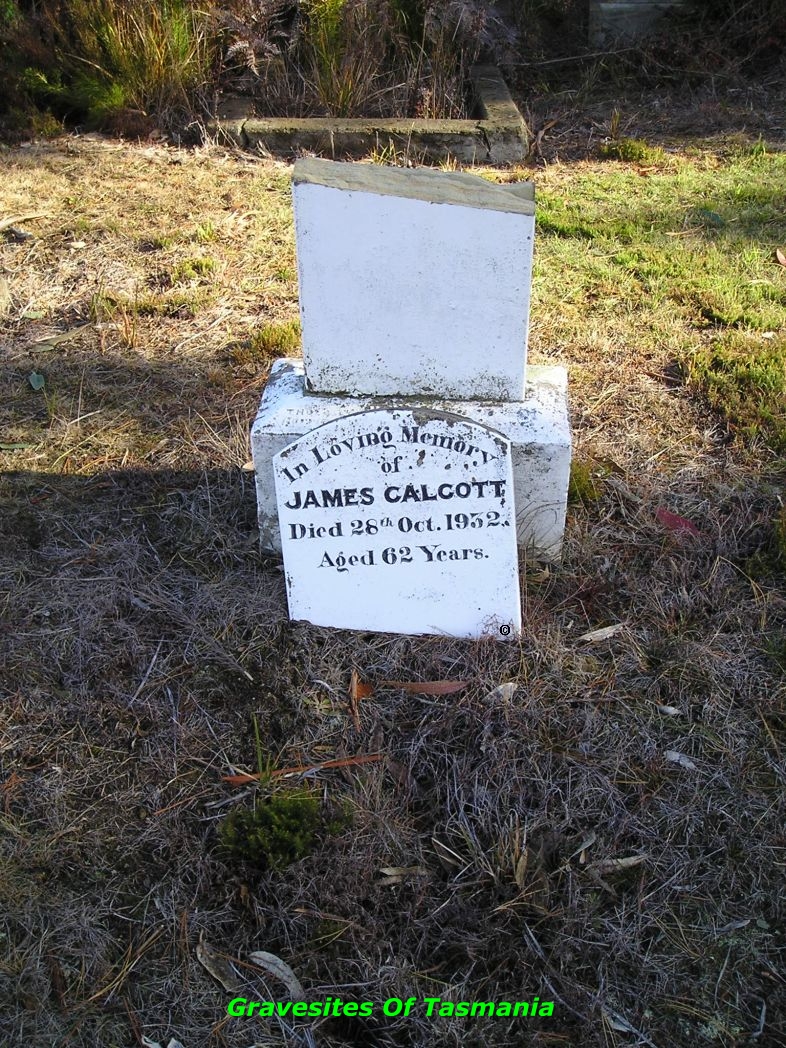 In Loving Memory
of
JAMES CALCOTT
Died 28th Oct. 1932.
Aged 62 Years.
©
Gravesites Of Tasmania